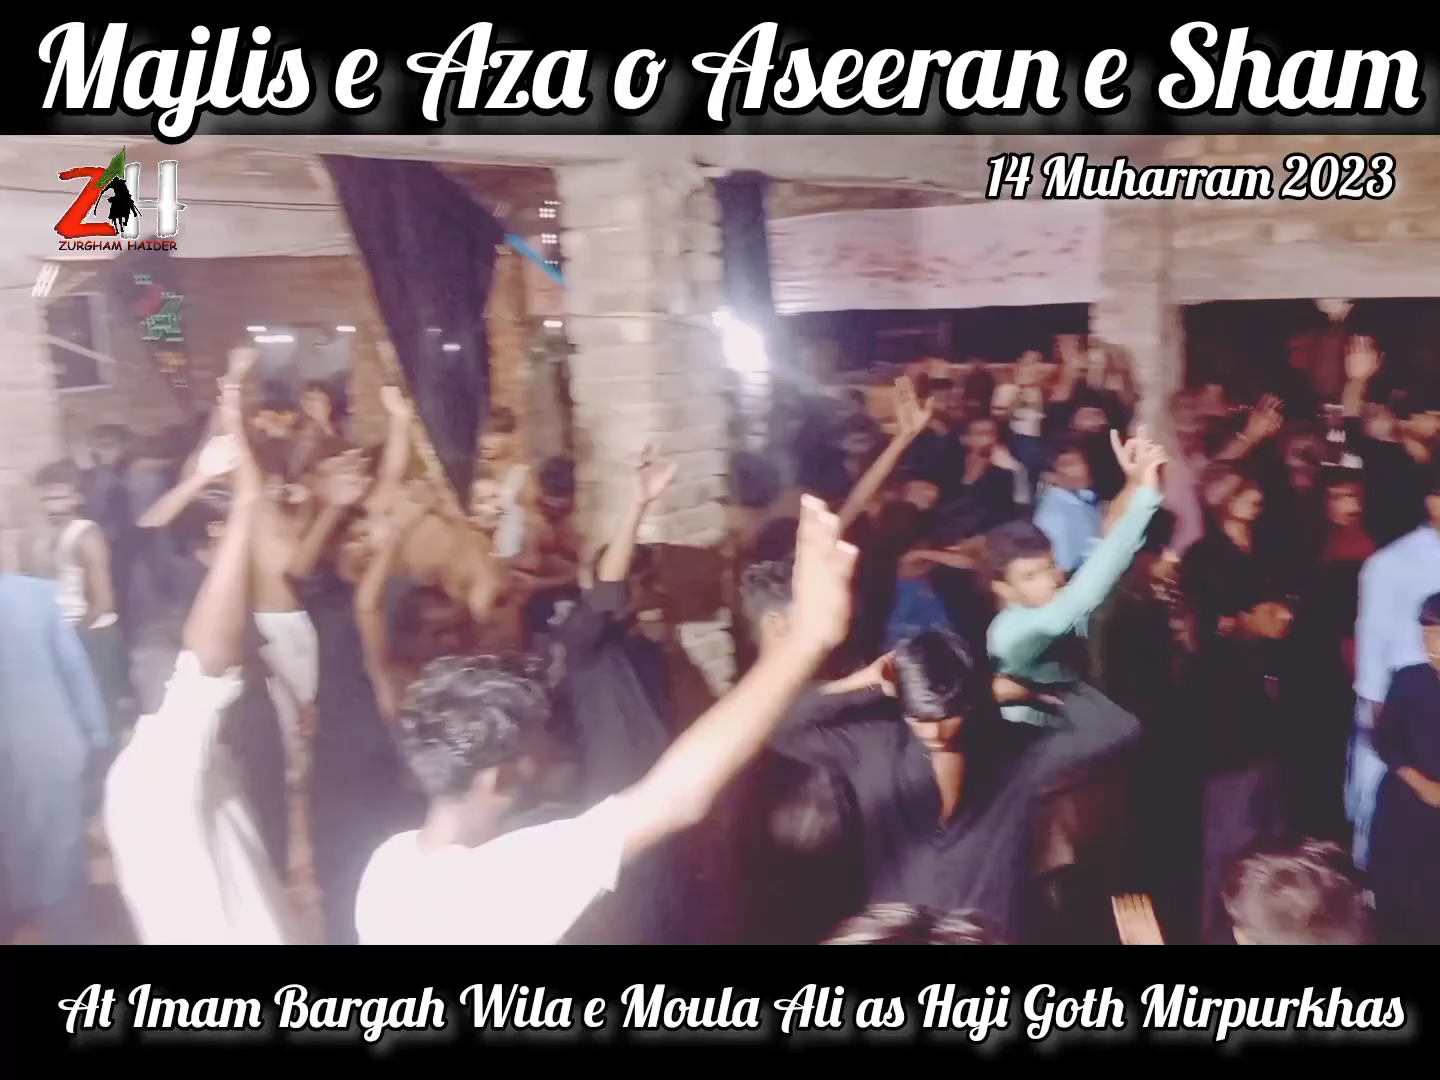 Majlis e Aza o Aseeran e Sham
14 Muharram 2023
ZH
ZURGHAM HAIDER
At Imam Bargah Wila e Moula Ali as Haji Goth Mirpurkhas